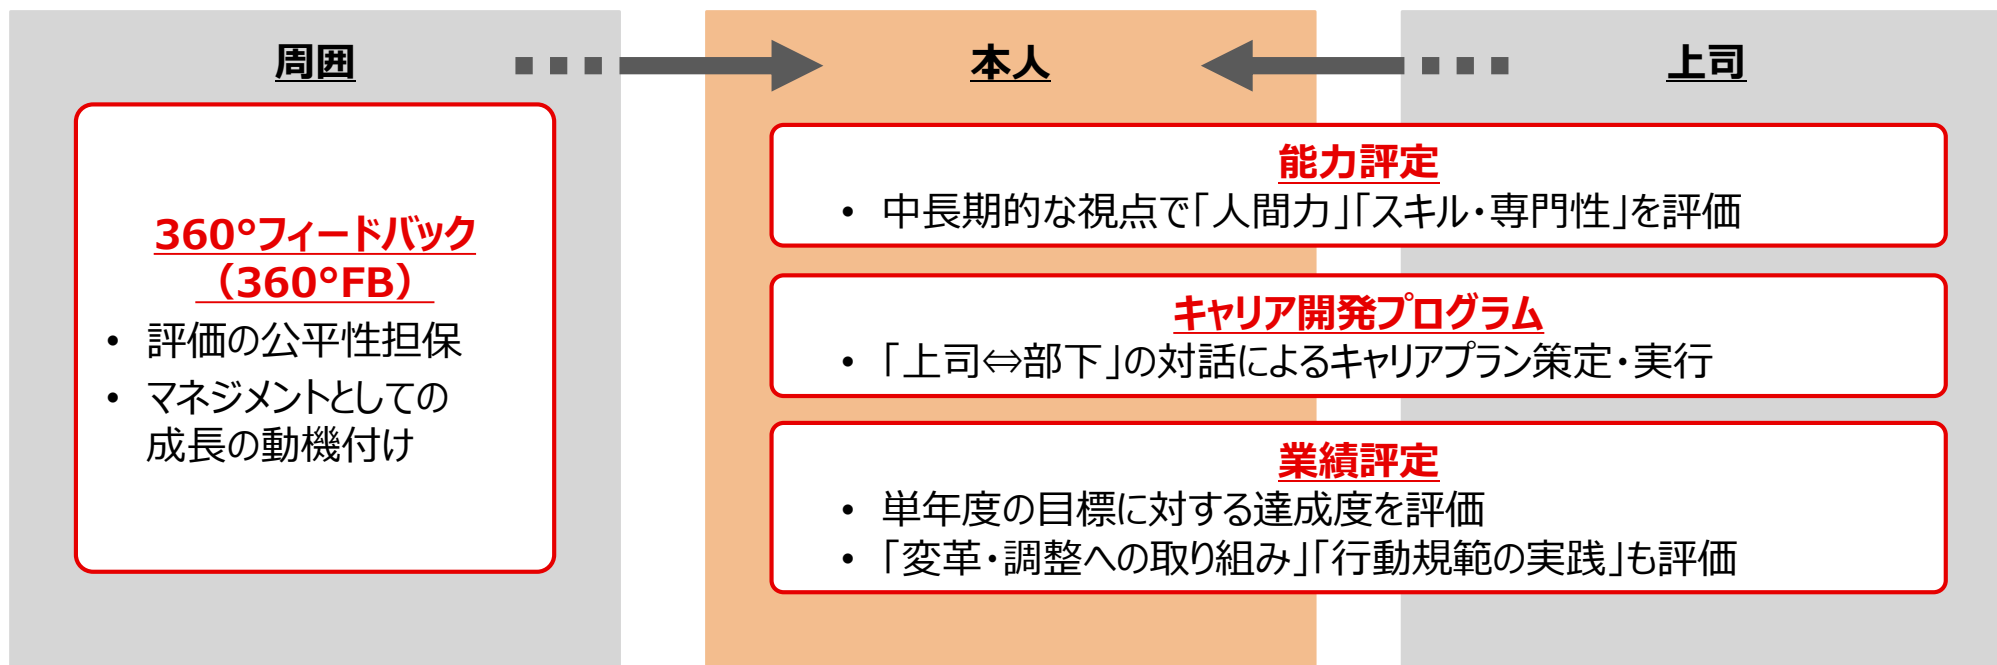 周囲
本人
上司
360°フィードバック
（360°FB）
• 評価の公平性担保
• マネジメントとしての
成長の動機付け
能力評定
• 中長期的な視点で「人間力」「スキル・専門性」を評価
キャリア開発プログラム
• 「上司⇔部下」の対話によるキャリアプラン策定・実行
業績評定
• 単年度の目標に対する達成度を評価
• 「変革・調整への取り組み」「行動規範の実践」も評価